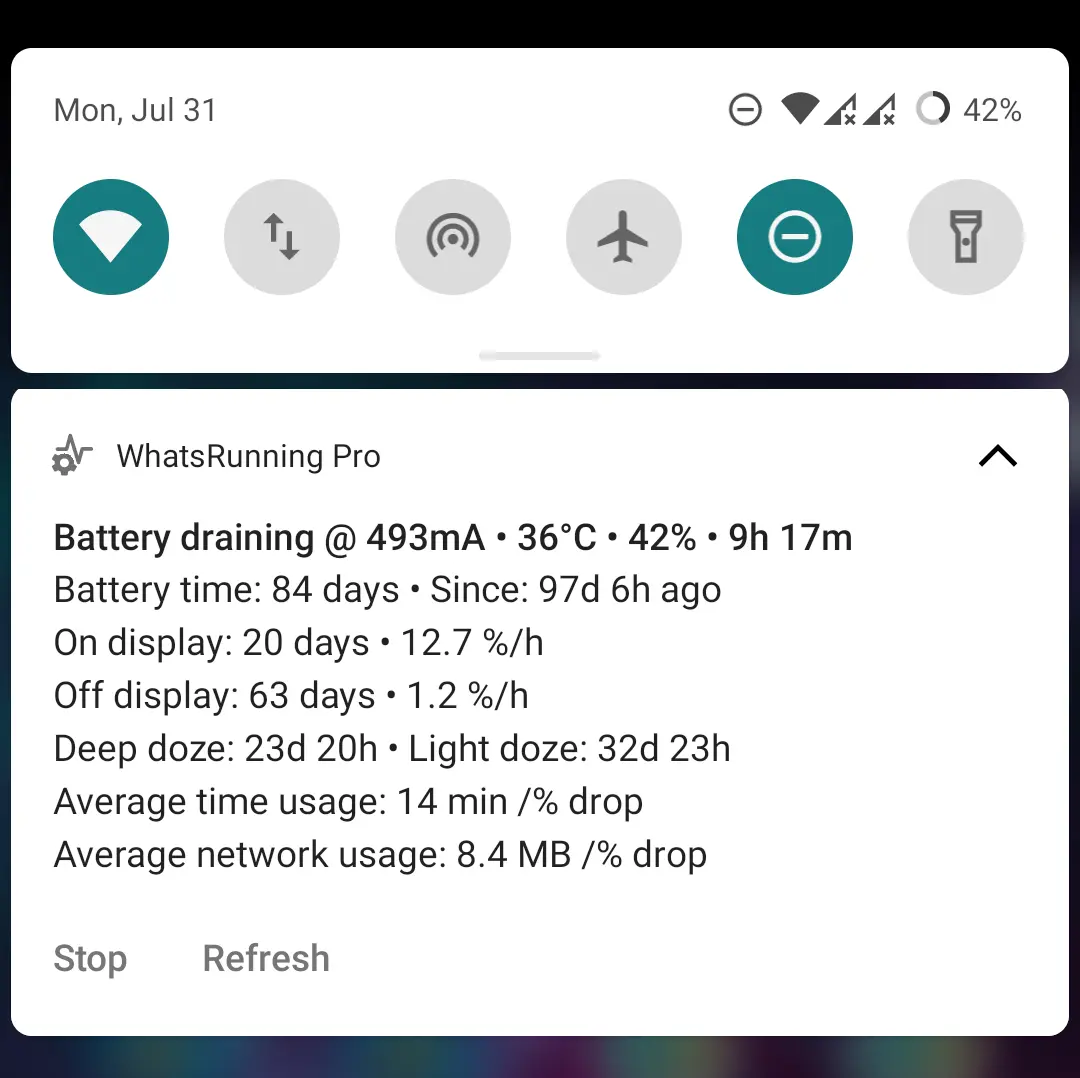 Mon, Jul 31 42%
WhatsRunning Pro
Battery draining @ 493mA • 36°C • 42% • 9h 17m
Battery time: 84 days • Since: 97d 6h ago
On display: 20 days • 12.7 %/h
Off display: 63 days • 1.2 %/h
Deep doze: 23d 20h • Light doze: 32d 23h
Average time usage: 14 min /% drop
Average network usage: 8.4 MB /% drop
Stop Refresh